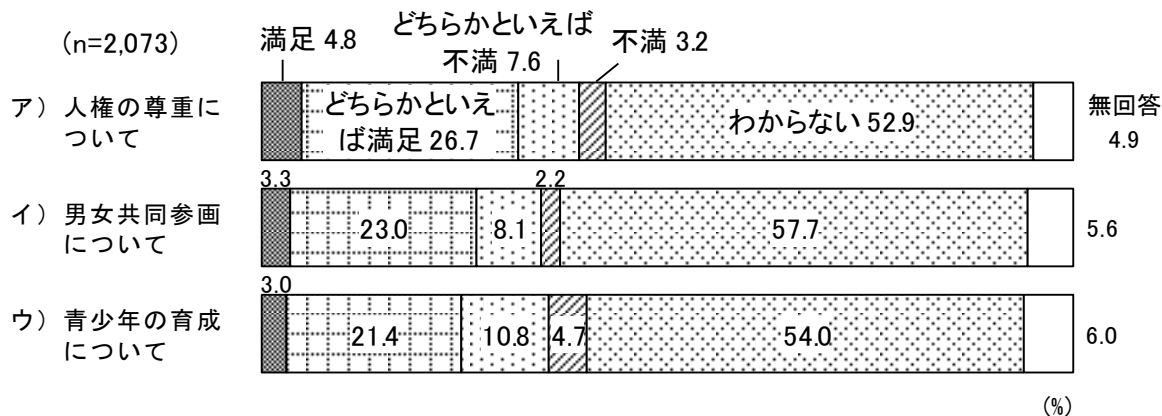 (n=2,073)
満足 4.8
どちらかといえば
不満 7.6
不満 3.2
ア) 人権の尊重に
ついて
どちらかといえ
ば満足 26.7
わからない 52.9
無回答
4.9
イ) 男女共同参画
について
3.3
23.0
8.1
2.2
57.7
5.6
ウ) 青少年の育成
について
3.0
21.4
10.8
4.7
54.0
6.0
(%)